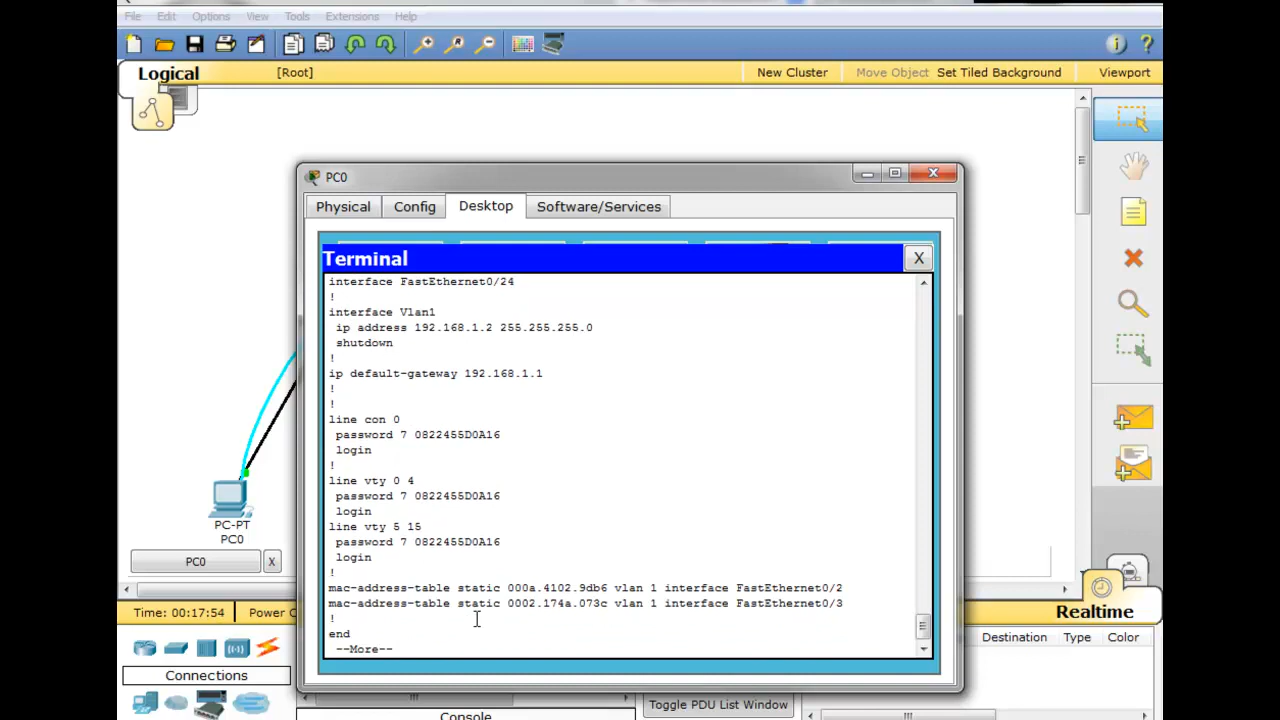 File Edit Options View Tools Extensions Help
Logical [Root] New Cluster Move Object Set Tiled Background Viewport
PC0
Physical Config Desktop Software/Services
Terminal X
interface FastEthernet0/24
!
interface Vlan1
ip address 192.168.1.2 255.255.255.0
shutdown
!
ip default-gateway 192.168.1.1
!
!
line con 0
password 7 0822455D0A16
login
!
line vty 0 4
password 7 0822455D0A16
login
line vty 5 15
password 7 0822455D0A16
login
!
mac-address-table static 000a.4102.9db6 vlan 1 interface FastEthernet0/2
mac-address-table static 0002.174a.073c vlan 1 interface FastEthernet0/3
!
end
--More--
PC-PT
PC0
PC0 X
Time: 00:17:54 Power C
Realtime
Destination Type Color
Connections
Toggle PDU List Window
Console